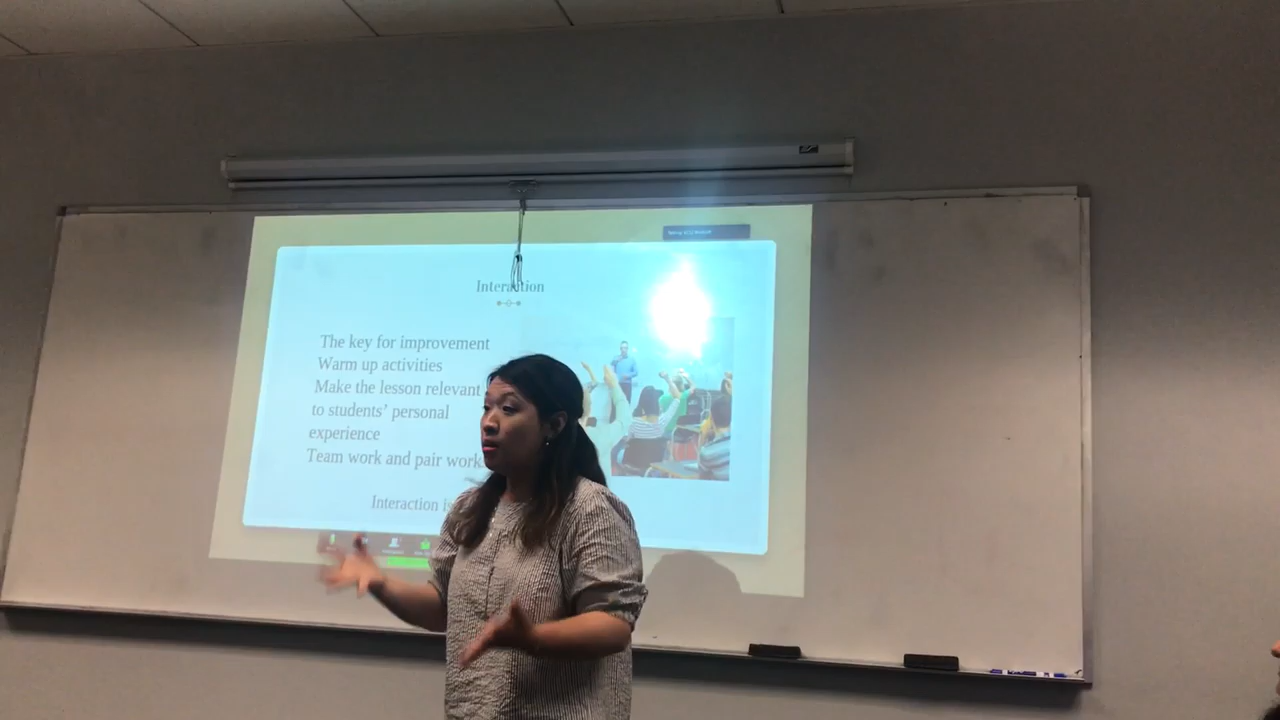 Interaction
The key for improvement
Warm up activities
Make the lesson relevant
to students’ personal
experience
Team work and pair work
Interaction is